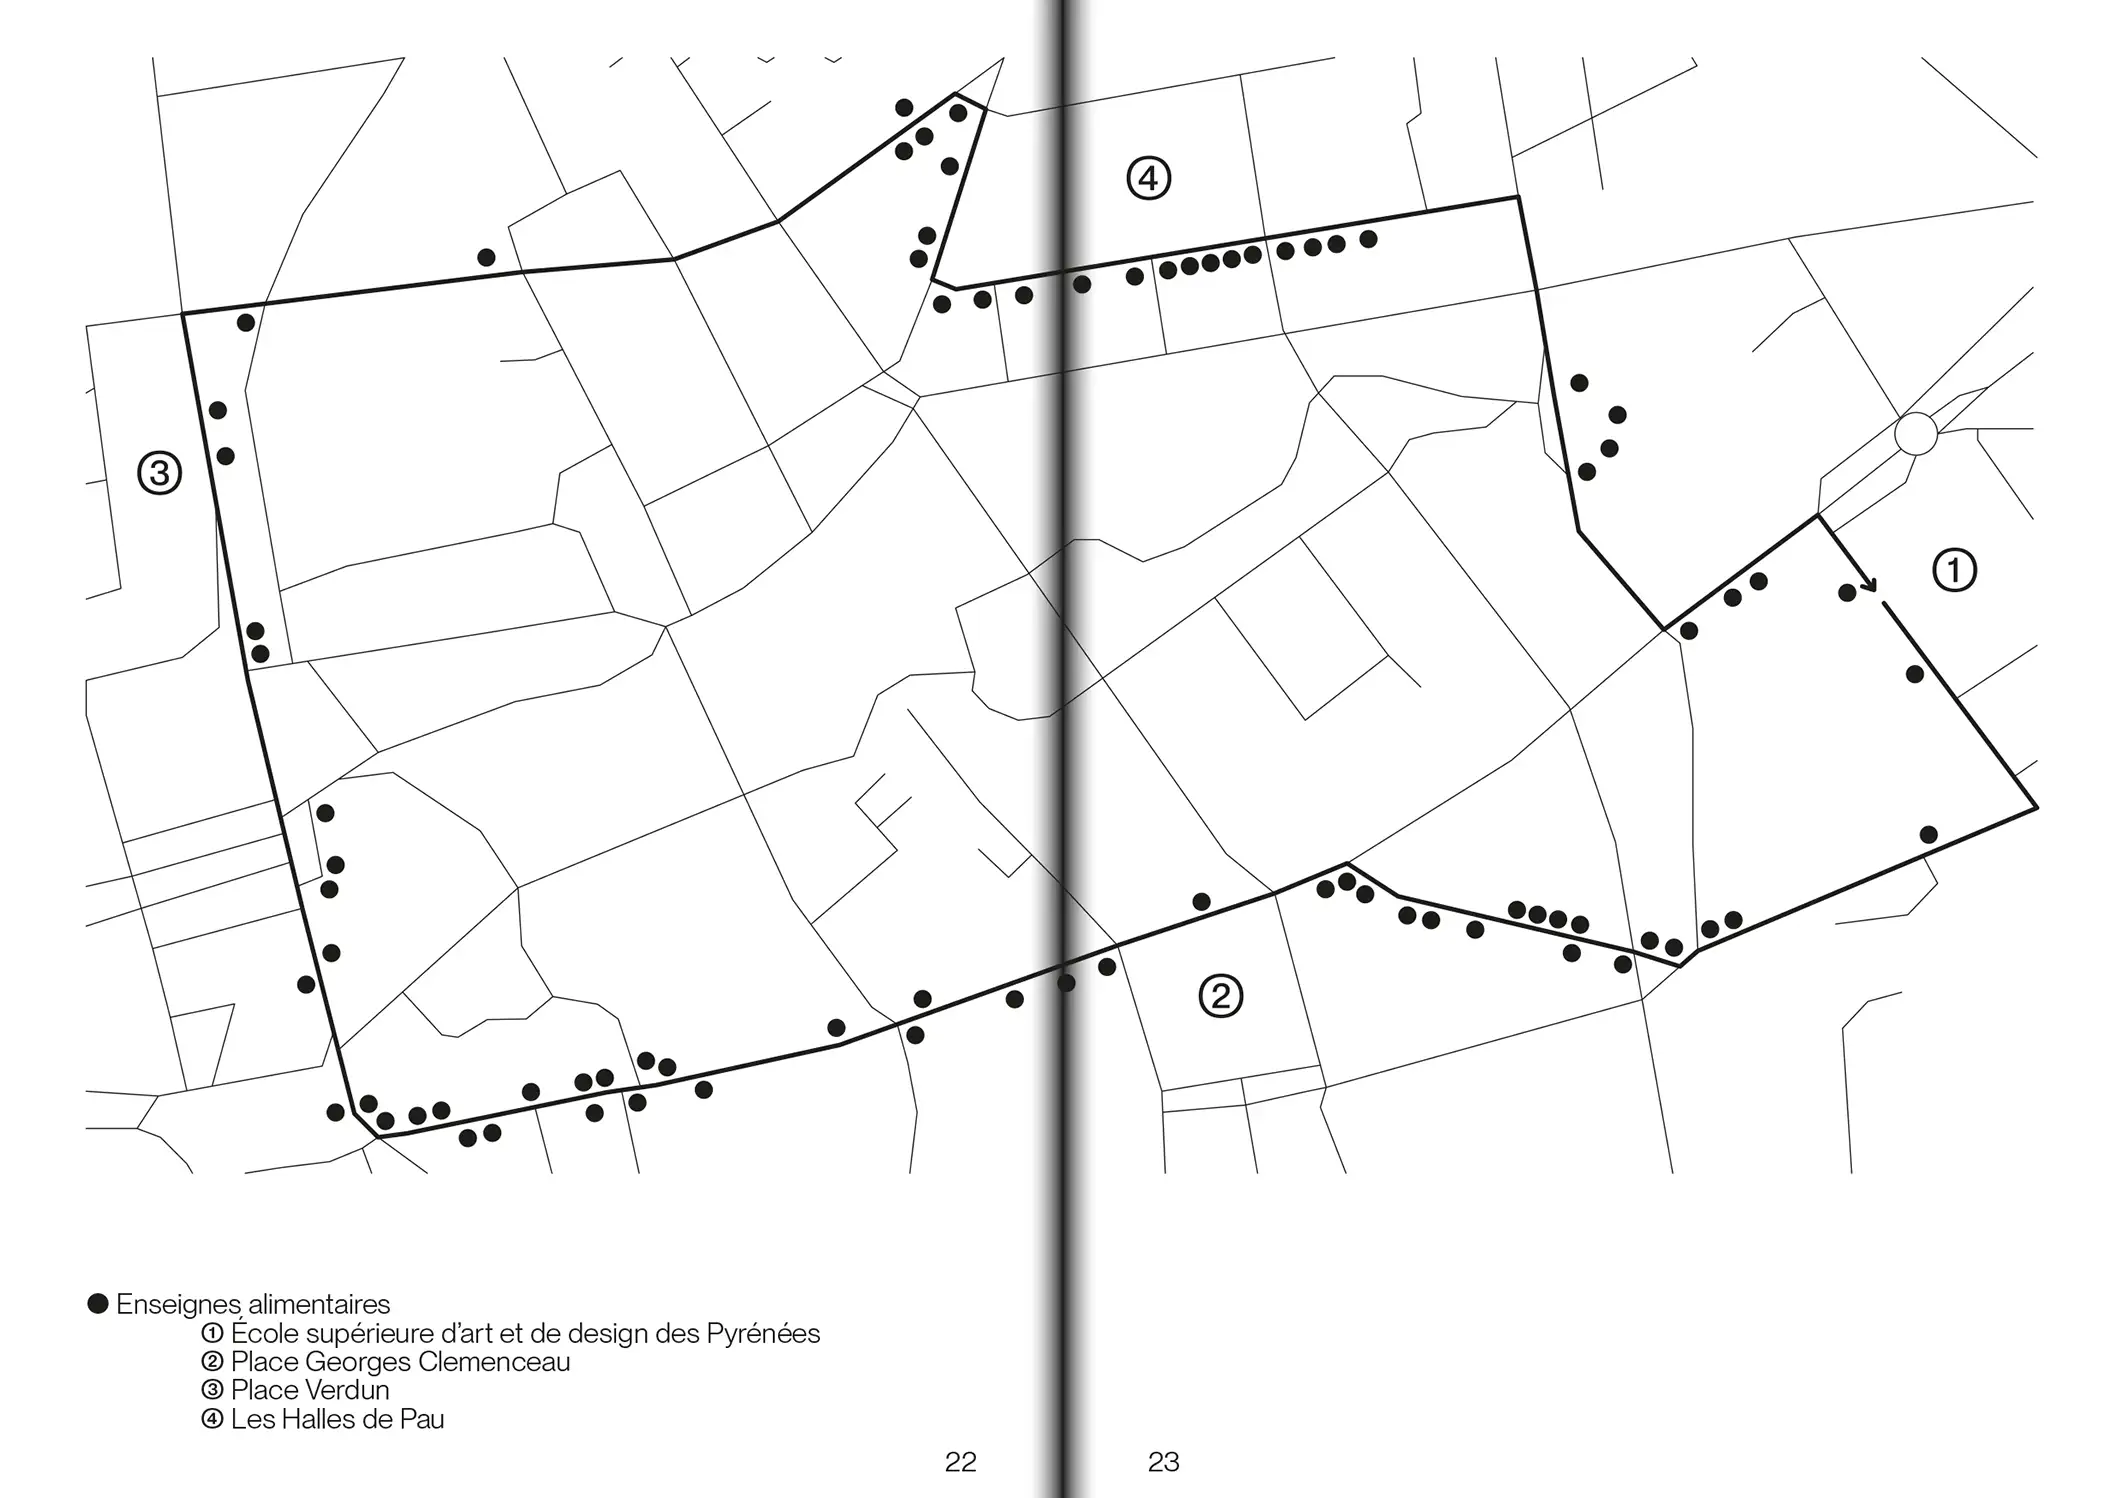 ④
③
①
②
● Enseignes alimentaires
① École supérieure d’art et de design des Pyrénées
② Place Georges Clemenceau
③ Place Verdun
④ Les Halles de Pau
22 23